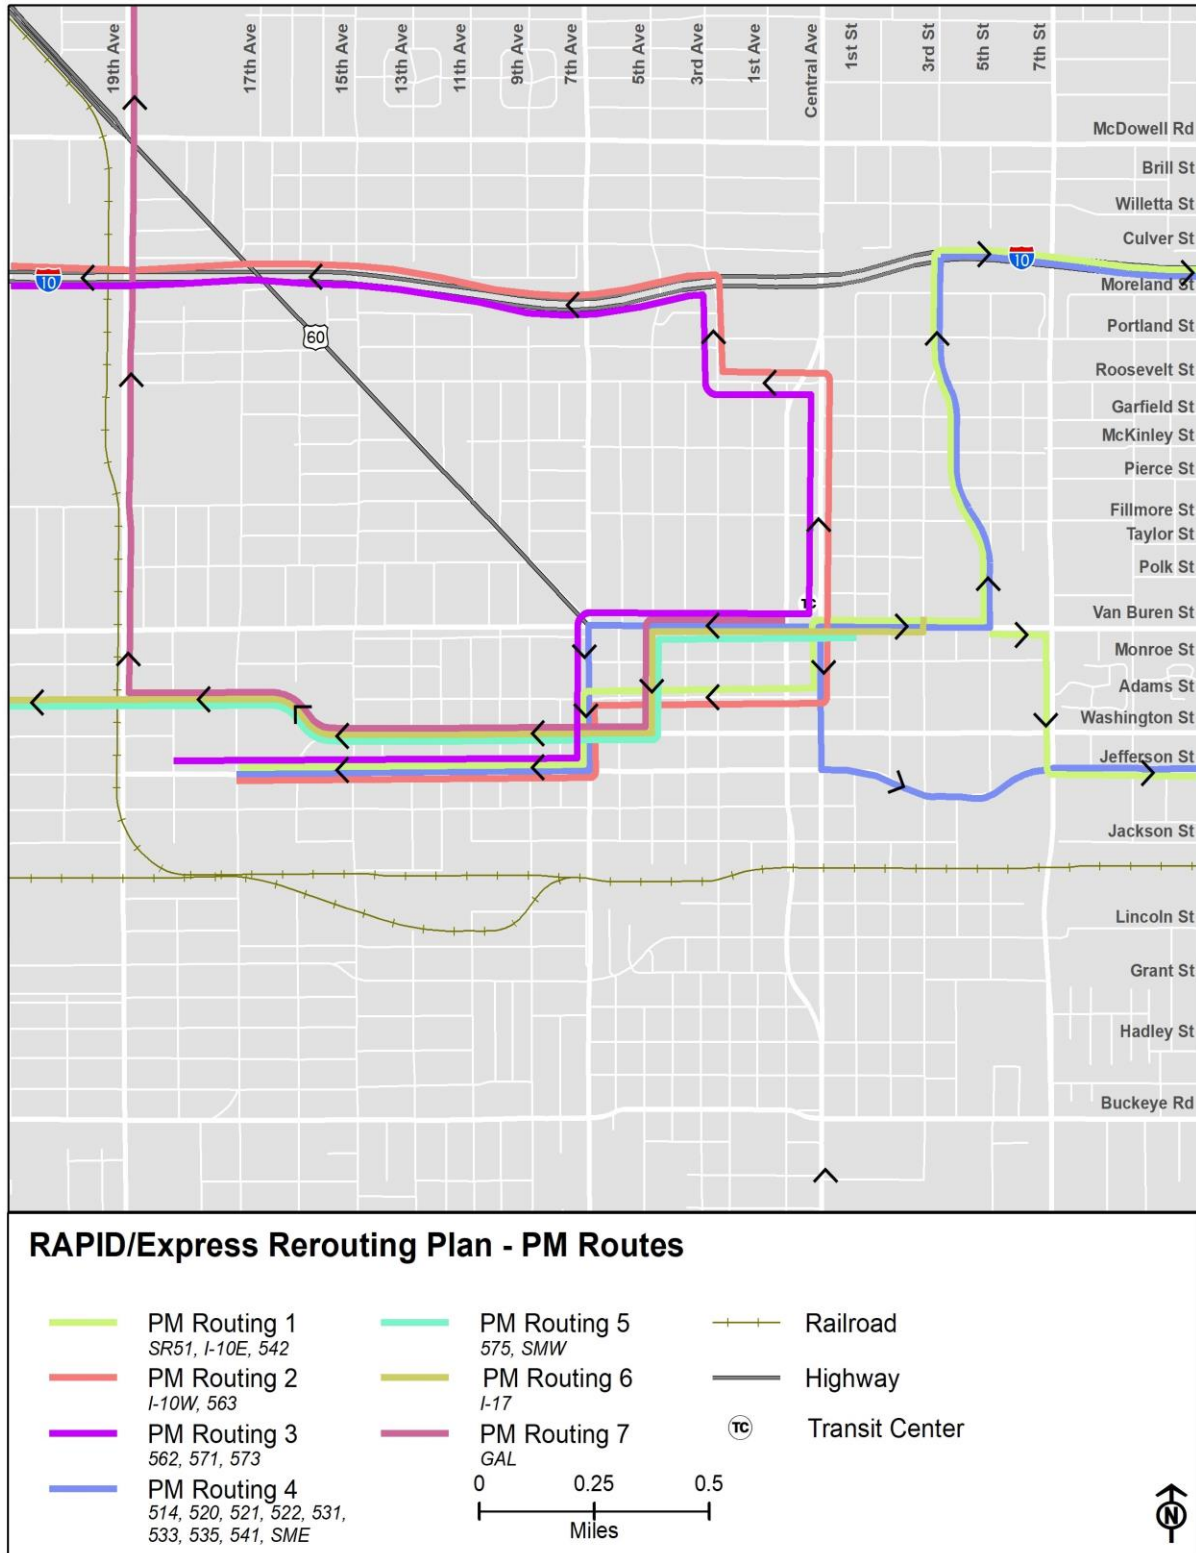 19th Ave
17th Ave
15th Ave
13th Ave
11th Ave
9th Ave
7th Ave
5th Ave
3rd Ave
1st Ave
Central Ave
1st St
3rd St
5th St
7th St
McDowell Rd
Brill St
Willetta St
Culver St
10
10
Moreland St
Portland St
60
Roosevelt St
Garfield St
McKinley St
Pierce St
Fillmore St
Taylor St
Polk St
TC
Van Buren St
Monroe St
Adams St
Washington St
Jefferson St
Jackson St
Lincoln St
Grant St
Hadley St
Buckeye Rd
RAPID/Express Rerouting Plan - PM Routes
PM Routing 1
SR51, I-10E, 542
PM Routing 2
I-10W, 563
PM Routing 3
562, 571, 573
PM Routing 4
514, 520, 521, 522, 531,
533, 535, 541, SME
PM Routing 5
575, SMW
PM Routing 6
I-17
PM Routing 7
GAL
0 0.25 0.5
Miles
Railroad
Highway
TC Transit Center
N